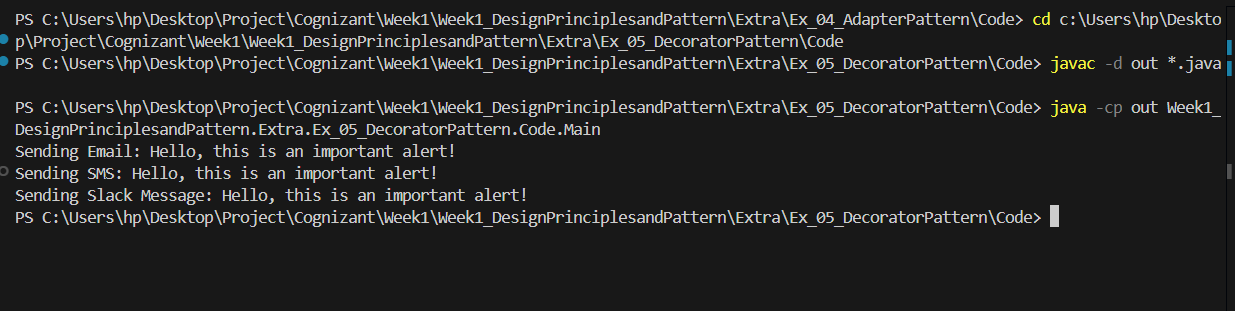 PS C:\Users\hp\Desktop\Project\Cognizant\Week1\Week1_DesignPrinciplesandPattern\Extra\Ex_04_AdapterPattern\Code> cd c:\Users\hp\Deskto
p\Project\Cognizant\Week1\Week1_DesignPrinciplesandPattern\Extra\Ex_05_DecoratorPattern\Code
PS C:\Users\hp\Desktop\Project\Cognizant\Week1\Week1_DesignPrinciplesandPattern\Extra\Ex_05_DecoratorPattern\Code> javac -d out *.java
PS C:\Users\hp\Desktop\Project\Cognizant\Week1\Week1_DesignPrinciplesandPattern\Extra\Ex_05_DecoratorPattern\Code> java -cp out Week1_
DesignPrinciplesandPattern.Extra.Ex_05_DecoratorPattern.Code.Main
Sending Email: Hello, this is an important alert!
Sending SMS: Hello, this is an important alert!
Sending Slack Message: Hello, this is an important alert!
PS C:\Users\hp\Desktop\Project\Cognizant\Week1\Week1_DesignPrinciplesandPattern\Extra\Ex_05_DecoratorPattern\Code>